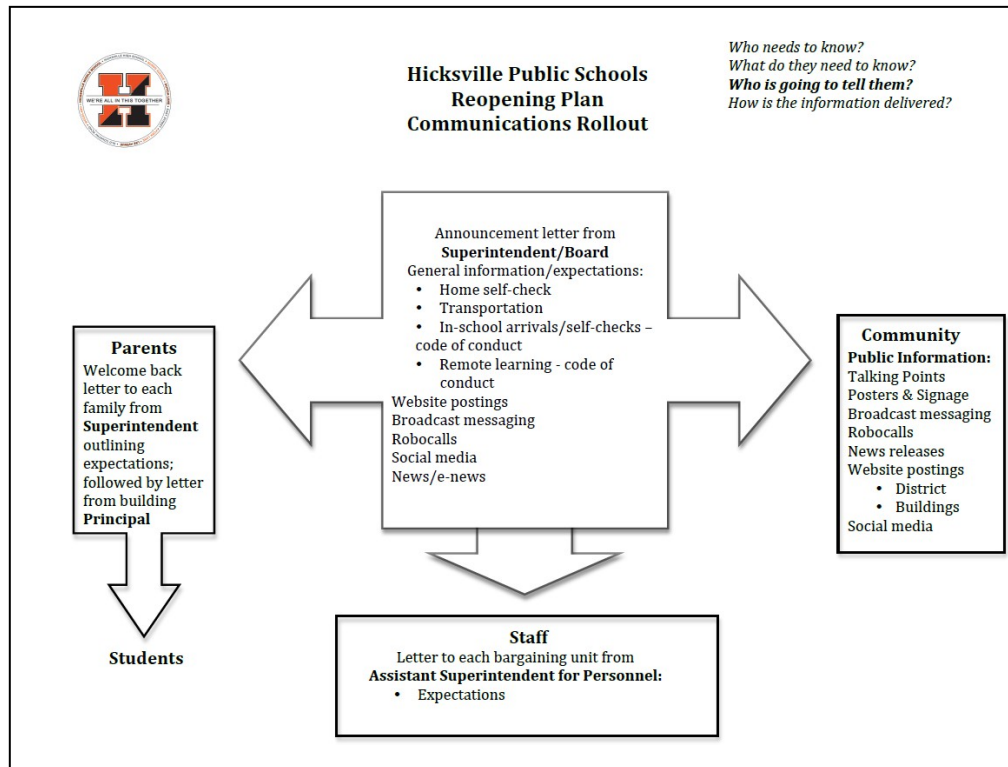 WE'RE ALL IN THIS TOGETHER
Hicksville Public Schools
Reopening Plan
Communications Rollout
Who needs to know?
What do they need to know?
Who is going to tell them?
How is the information delivered?
Announcement letter from
Superintendent/Board
General information/expectations:
• Home self-check
• Transportation
• In-school arrivals/self-checks –
code of conduct
• Remote learning - code of
conduct
Website postings
Broadcast messaging
Robocalls
Social media
News/e-news
Parents
Welcome back
letter to each
family from
Superintendent
outlining
expectations;
followed by letter
from building
Principal
Students
Community
Public Information:
Talking Points
Posters & Signage
Broadcast messaging
Robocalls
News releases
Website postings
• District
• Buildings
Social media
Staff
Letter to each bargaining unit from
Assistant Superintendent for Personnel:
• Expectations